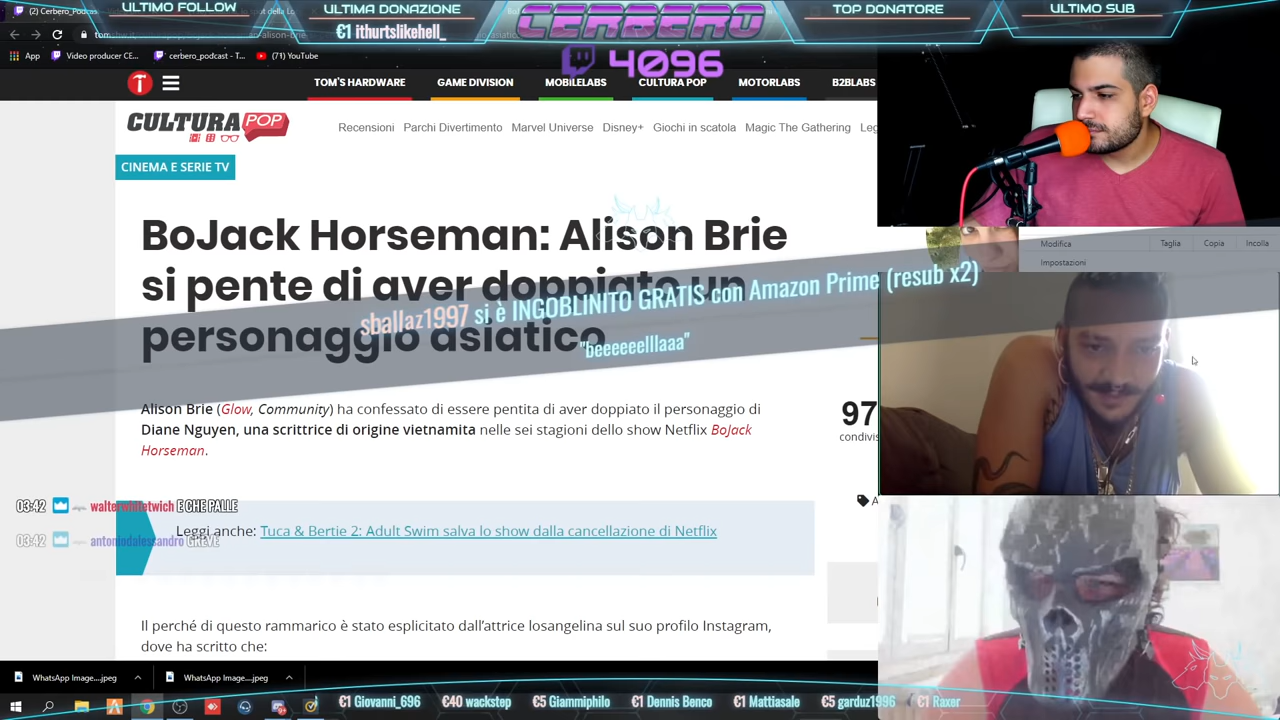 ULTIMO FOLLOW
ULTIMA DONAZIONE
€1 ithurtslikehell_
CERBERO
4096
TOP DONATORE
ULTIMO SUB
(2) Cerbero_Podcast
App
Video producer CE...
cerbero_podcast - T...
(71) YouTube
TOM'S HARDWARE
GAME DIVISION
MOBILELABS
CULTURA POP
MOTORLABS
B2BLABS
CULTURA POP
Recensioni
Parchi Divertimento
Marvel Universe
Disney+
Giochi in scatola
Magic The Gathering
Leg
CINEMA E SERIE TV
BoJack Horseman: Alison Brie
si pente di aver doppiato un
personaggio asiatico
sballaz1997 si è INGOBLINITO GRATIS con Amazon Prime (resub x2)
"beeeeeelllaaa"
Modifica
Taglia
Copia
Incolla
Impostazioni
Alison Brie (Glow, Community) ha confessato di essere pentita di aver doppiato il personaggio di
Diane Nguyen, una scrittrice di origine vietnamita nelle sei stagioni dello show Netflix BoJack
Horseman.
97
condivis
A
03:42 walterwhitetwich E CHE PALLE
03:42 antoniodalessandro GREVE
Leggi anche: Tuca & Bertie 2: Adult Swim salva lo show dalla cancellazione di Netflix
Il perché di questo rammarico è stato esplicitato dall'attrice losangelina sul suo profilo Instagram,
dove ha scritto che:
WhatsApp Image....jpeg
WhatsApp Image....jpeg
€1 Giovanni_696
€40 wackstep
€5 Giammiphilo
€1 Dennis Benco
€1 Mattiasale
€5 garduz1996
€1 Raxer